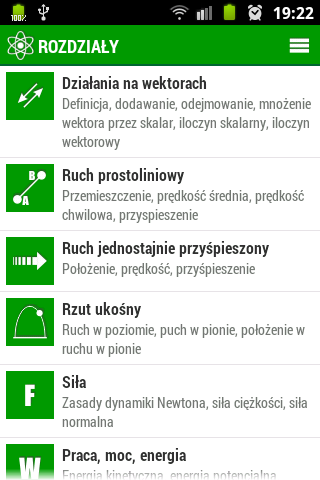 100%
19:22
ROZDZIAŁY
Działania na wektorach
Definicja, dodawanie, odejmowanie, mnożenie
wektora przez skalar, iloczyn skalarny, iloczyn
wektorowy
B
A
Ruch prostoliniowy
Przemieszczenie, prędkość średnia, prędkość
chwilowa, przyspieszenie
Ruch jednostajnie przyśpieszony
Położenie, prędkość, przyśpieszenie
Rzut ukośny
Ruch w poziomie, puch w pionie, położenie w
ruchu w pionie
F
Siła
Zasady dynamiki Newtona, siła ciężkości, siła
normalna
W
Praca, moc, energia
Energia kinetyczna, energia potencjalna